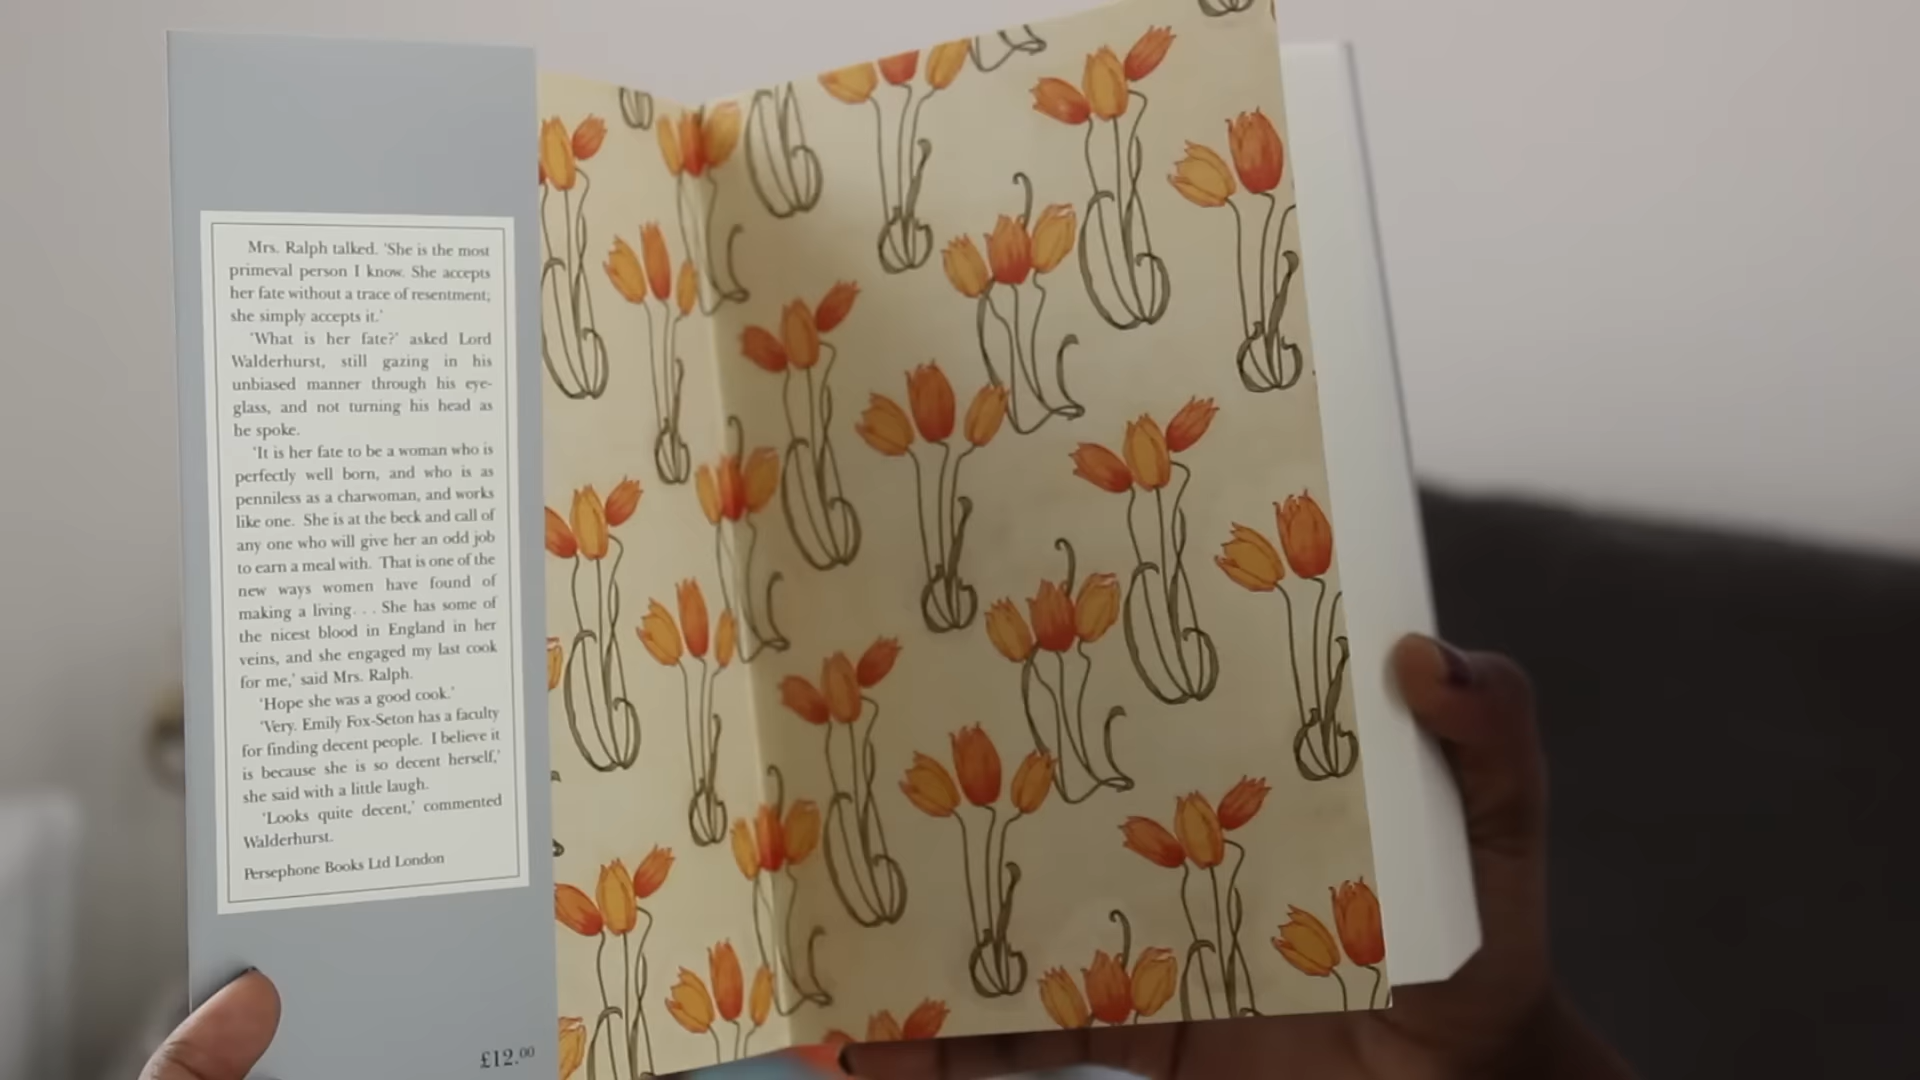 Mrs. Ralph talked. 'She is the most
primeval person I know. She accepts
her fate without a trace of resentment;
she simply accepts it.'
'What is her fate?' asked Lord
Walderhurst, still gazing in his
unbiased manner through his eye-
glass, and not turning his head as
he spoke.
'It is her fate to be a woman who is
perfectly well born, and who is as
penniless as a charwoman, and works
like one. She is at the beck and call of
any one who will give her an odd job
to earn a meal with. That is one of the
new ways women have found of
making a living. . . She has some of
the nicest blood in England in her
veins, and she engaged my last cook
for me,' said Mrs. Ralph.
'Hope she was a good cook.'
'Very. Emily Fox-Seton has a faculty
for finding decent people. I believe it
is because she is so decent herself,'
she said with a little laugh.
'Looks quite decent,' commented
Walderhurst.
Persephone Books Ltd London
£12.00